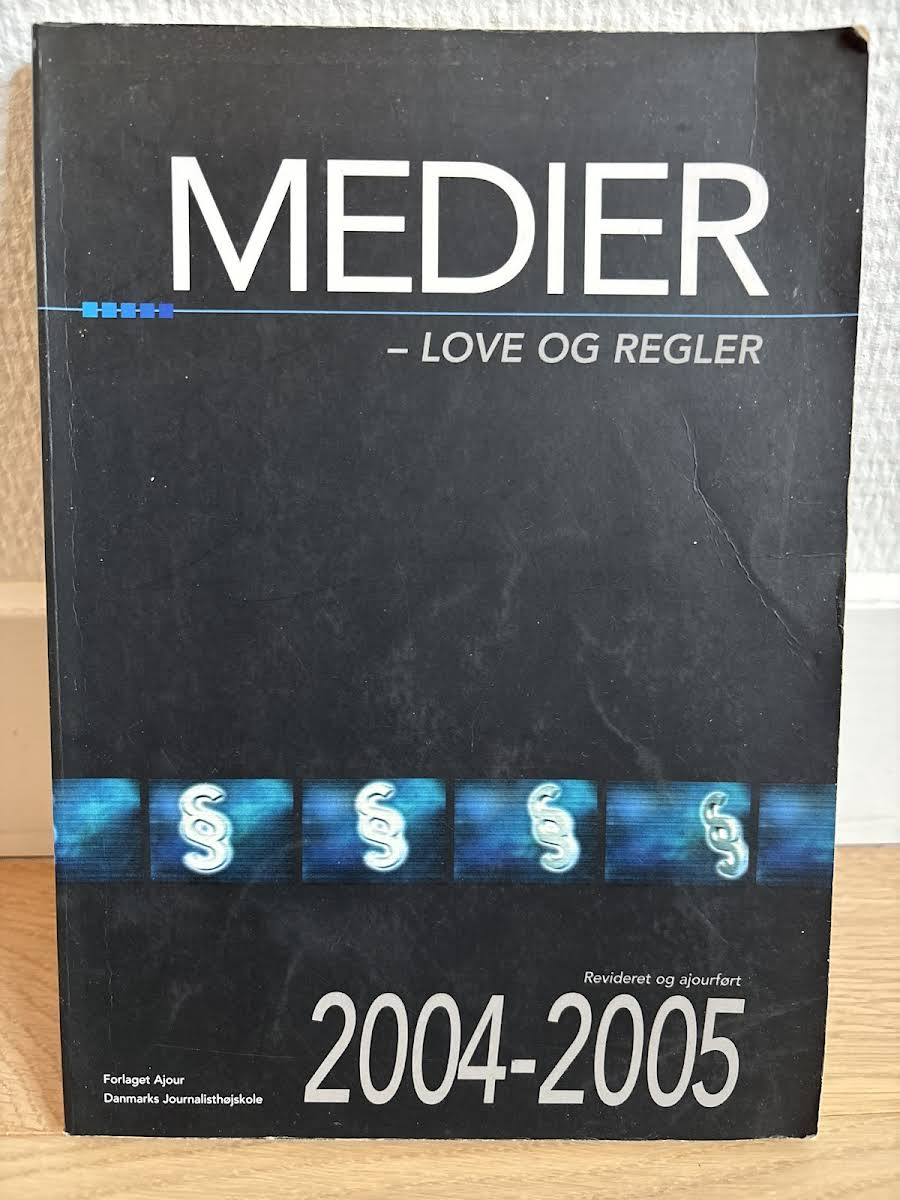 MEDIER
– LOVE OG REGLER
§ § § §
Revideret og ajourført
2004-2005
Forlaget Ajour
Danmarks Journalisthøjskole